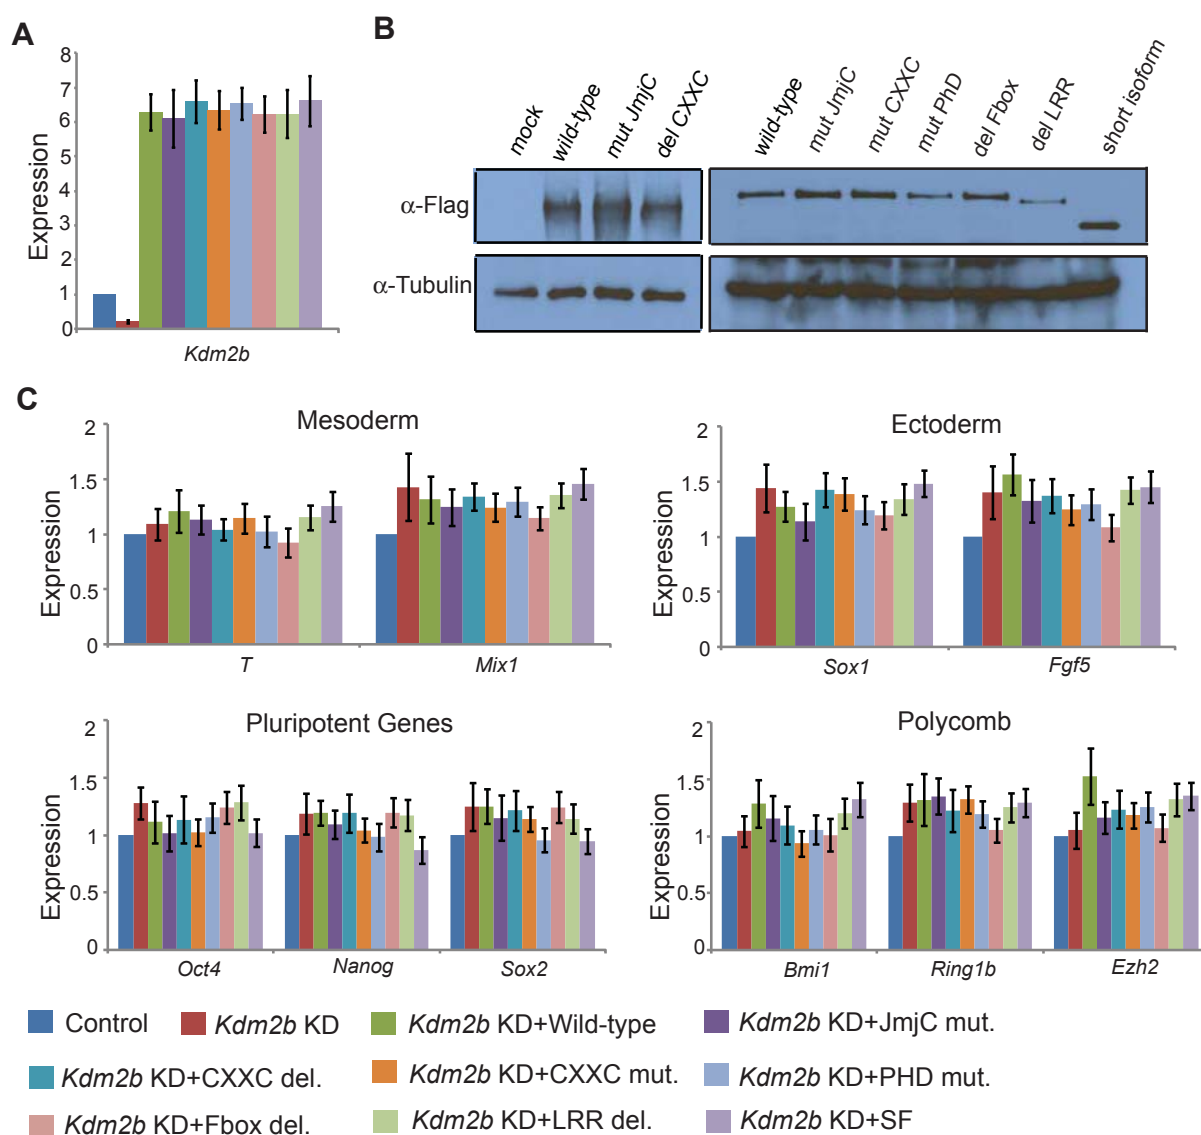 A
Expression
8
7
6
5
4
3
2
1
0
Kdm2b
B
mock
wild-type
mut JmjC
del CXXC
wild-type
mut JmjC
mut CXXC
mut PhD
del Fbox
del LRR
short isoform
α-Flag
α-Tubulin
C
Mesoderm
Expression
2
1.5
1
0.5
0
T
Mix1
Ectoderm
Expression
2
1.5
1
0.5
0
Sox1
Fgf5
Pluripotent Genes
Expression
2
1.5
1
0.5
0
Oct4
Nanog
Sox2
Polycomb
Expression
2
1.5
1
0.5
0
Bmi1
Ring1b
Ezh2
Control
Kdm2b KD
Kdm2b KD+Wild-type
Kdm2b KD+JmjC mut.
Kdm2b KD+CXXC del.
Kdm2b KD+CXXC mut.
Kdm2b KD+PHD mut.
Kdm2b KD+Fbox del.
Kdm2b KD+LRR del.
Kdm2b KD+SF